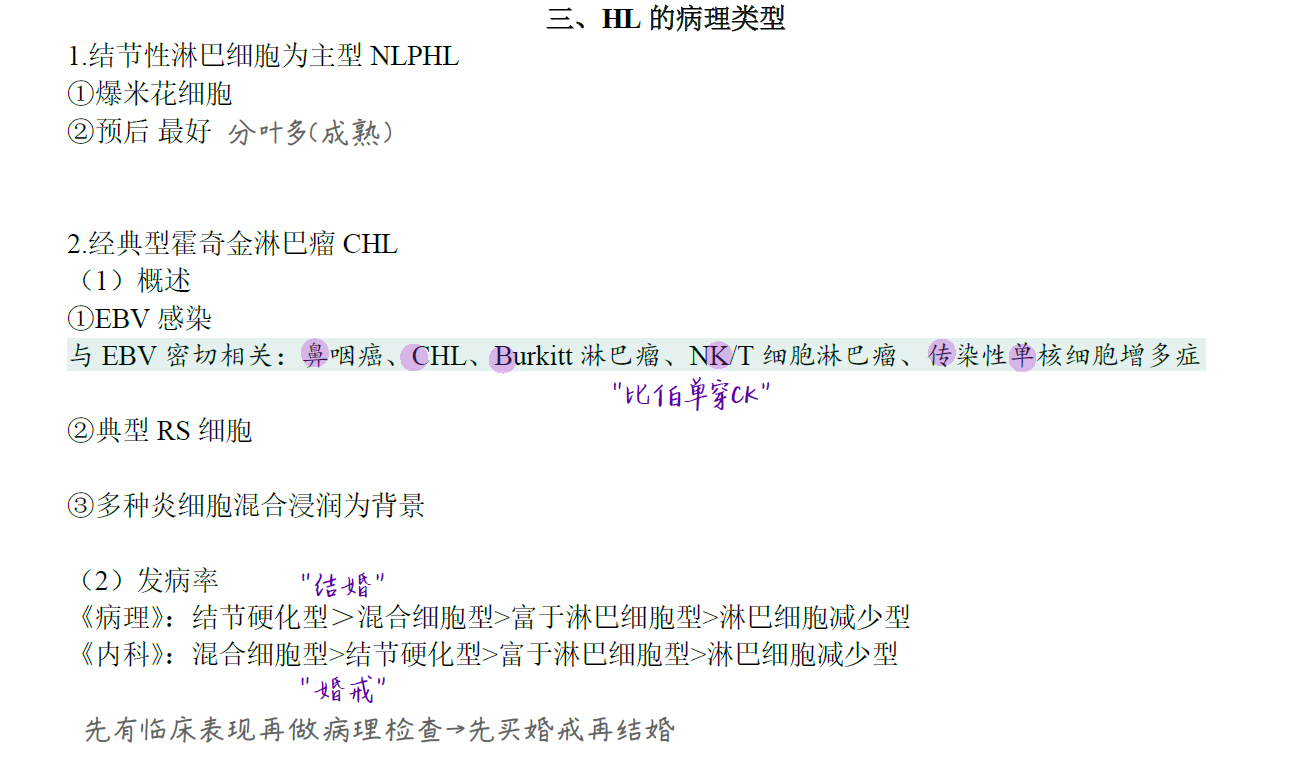 三、HL 的病理类型
1.结节性淋巴细胞为主型 NLPHL
①爆米花细胞
②预后 最好 分叶多(成熟)
2.经典型霍奇金淋巴瘤 CHL
（1）概述
①EBV 感染
与 EBV 密切相关：鼻咽癌、CHL、Burkitt 淋巴瘤、NK/T 细胞淋巴瘤、传染性单核细胞增多症
"比伯单穿CK"
②典型 RS 细胞
③多种炎细胞混合浸润为背景
（2）发病率 "结婚"
《病理》：结节硬化型＞混合细胞型>富于淋巴细胞型>淋巴细胞减少型
《内科》：混合细胞型>结节硬化型>富于淋巴细胞型>淋巴细胞减少型
"婚戒"
先有临床表现再做病理检查→先买婚戒再结婚